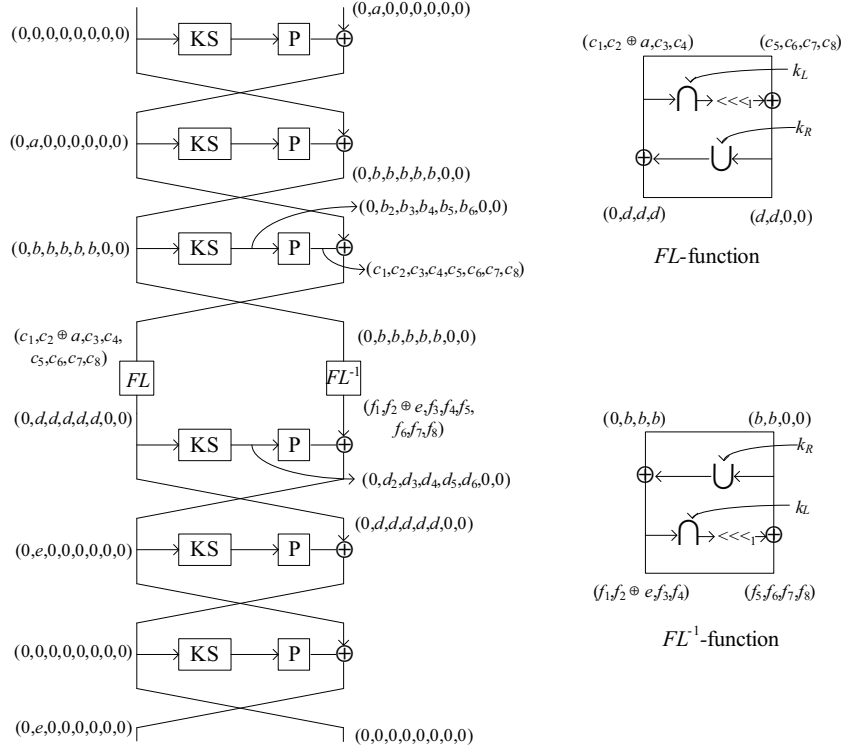 (0,a,0,0,0,0,0,0)
(0,0,0,0,0,0,0,0)
KS
P
(0,a,0,0,0,0,0,0)
KS
P
(0,b,b,b,b,b,0,0)
(0,b₂,b₃,b₄,b₅,b₆,0,0)
(0,b,b,b,b,b,0,0)
KS
P
(c₁,c₂,c₃,c₄,c₅,c₆,c₇,c₈)
(c₁,c₂ ⊕ a,c₃,c₄,
c₅,c₆,c₇,c₈)
(0,b,b,b,b,b,0,0)
FL
FL⁻¹
(0,d,d,d,d,d,0,0)
(f₁,f₂ ⊕ e,f₃,f₄,f₅,
f₆,f₇,f₈)
KS
P
(0,d₂,d₃,d₄,d₅,d₆,0,0)
(0,d,d,d,d,d,0,0)
(0,e,0,0,0,0,0,0)
KS
P
(0,0,0,0,0,0,0,0)
KS
P
(0,e,0,0,0,0,0,0)
(0,0,0,0,0,0,0,0)
(c₁,c₂ ⊕ a,c₃,c₄)
(c₅,c₆,c₇,c₈)
k_L
∩
<<<₁
k_R
∪
(0,d,d,d)
(d,d,0,0)
FL-function
(0,b,b,b)
(b,b,0,0)
k_R
∪
k_L
∩
<<<₁
(f₁,f₂ ⊕ e,f₃,f₄)
(f₅,f₆,f₇,f₈)
FL⁻¹-function